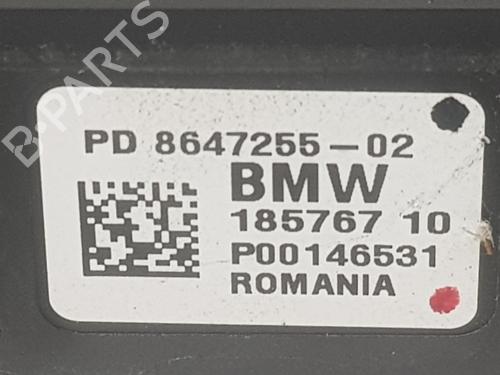 B-PARTS
PD 8647255-02
BMW
185767 10
P00146531
ROMANIA